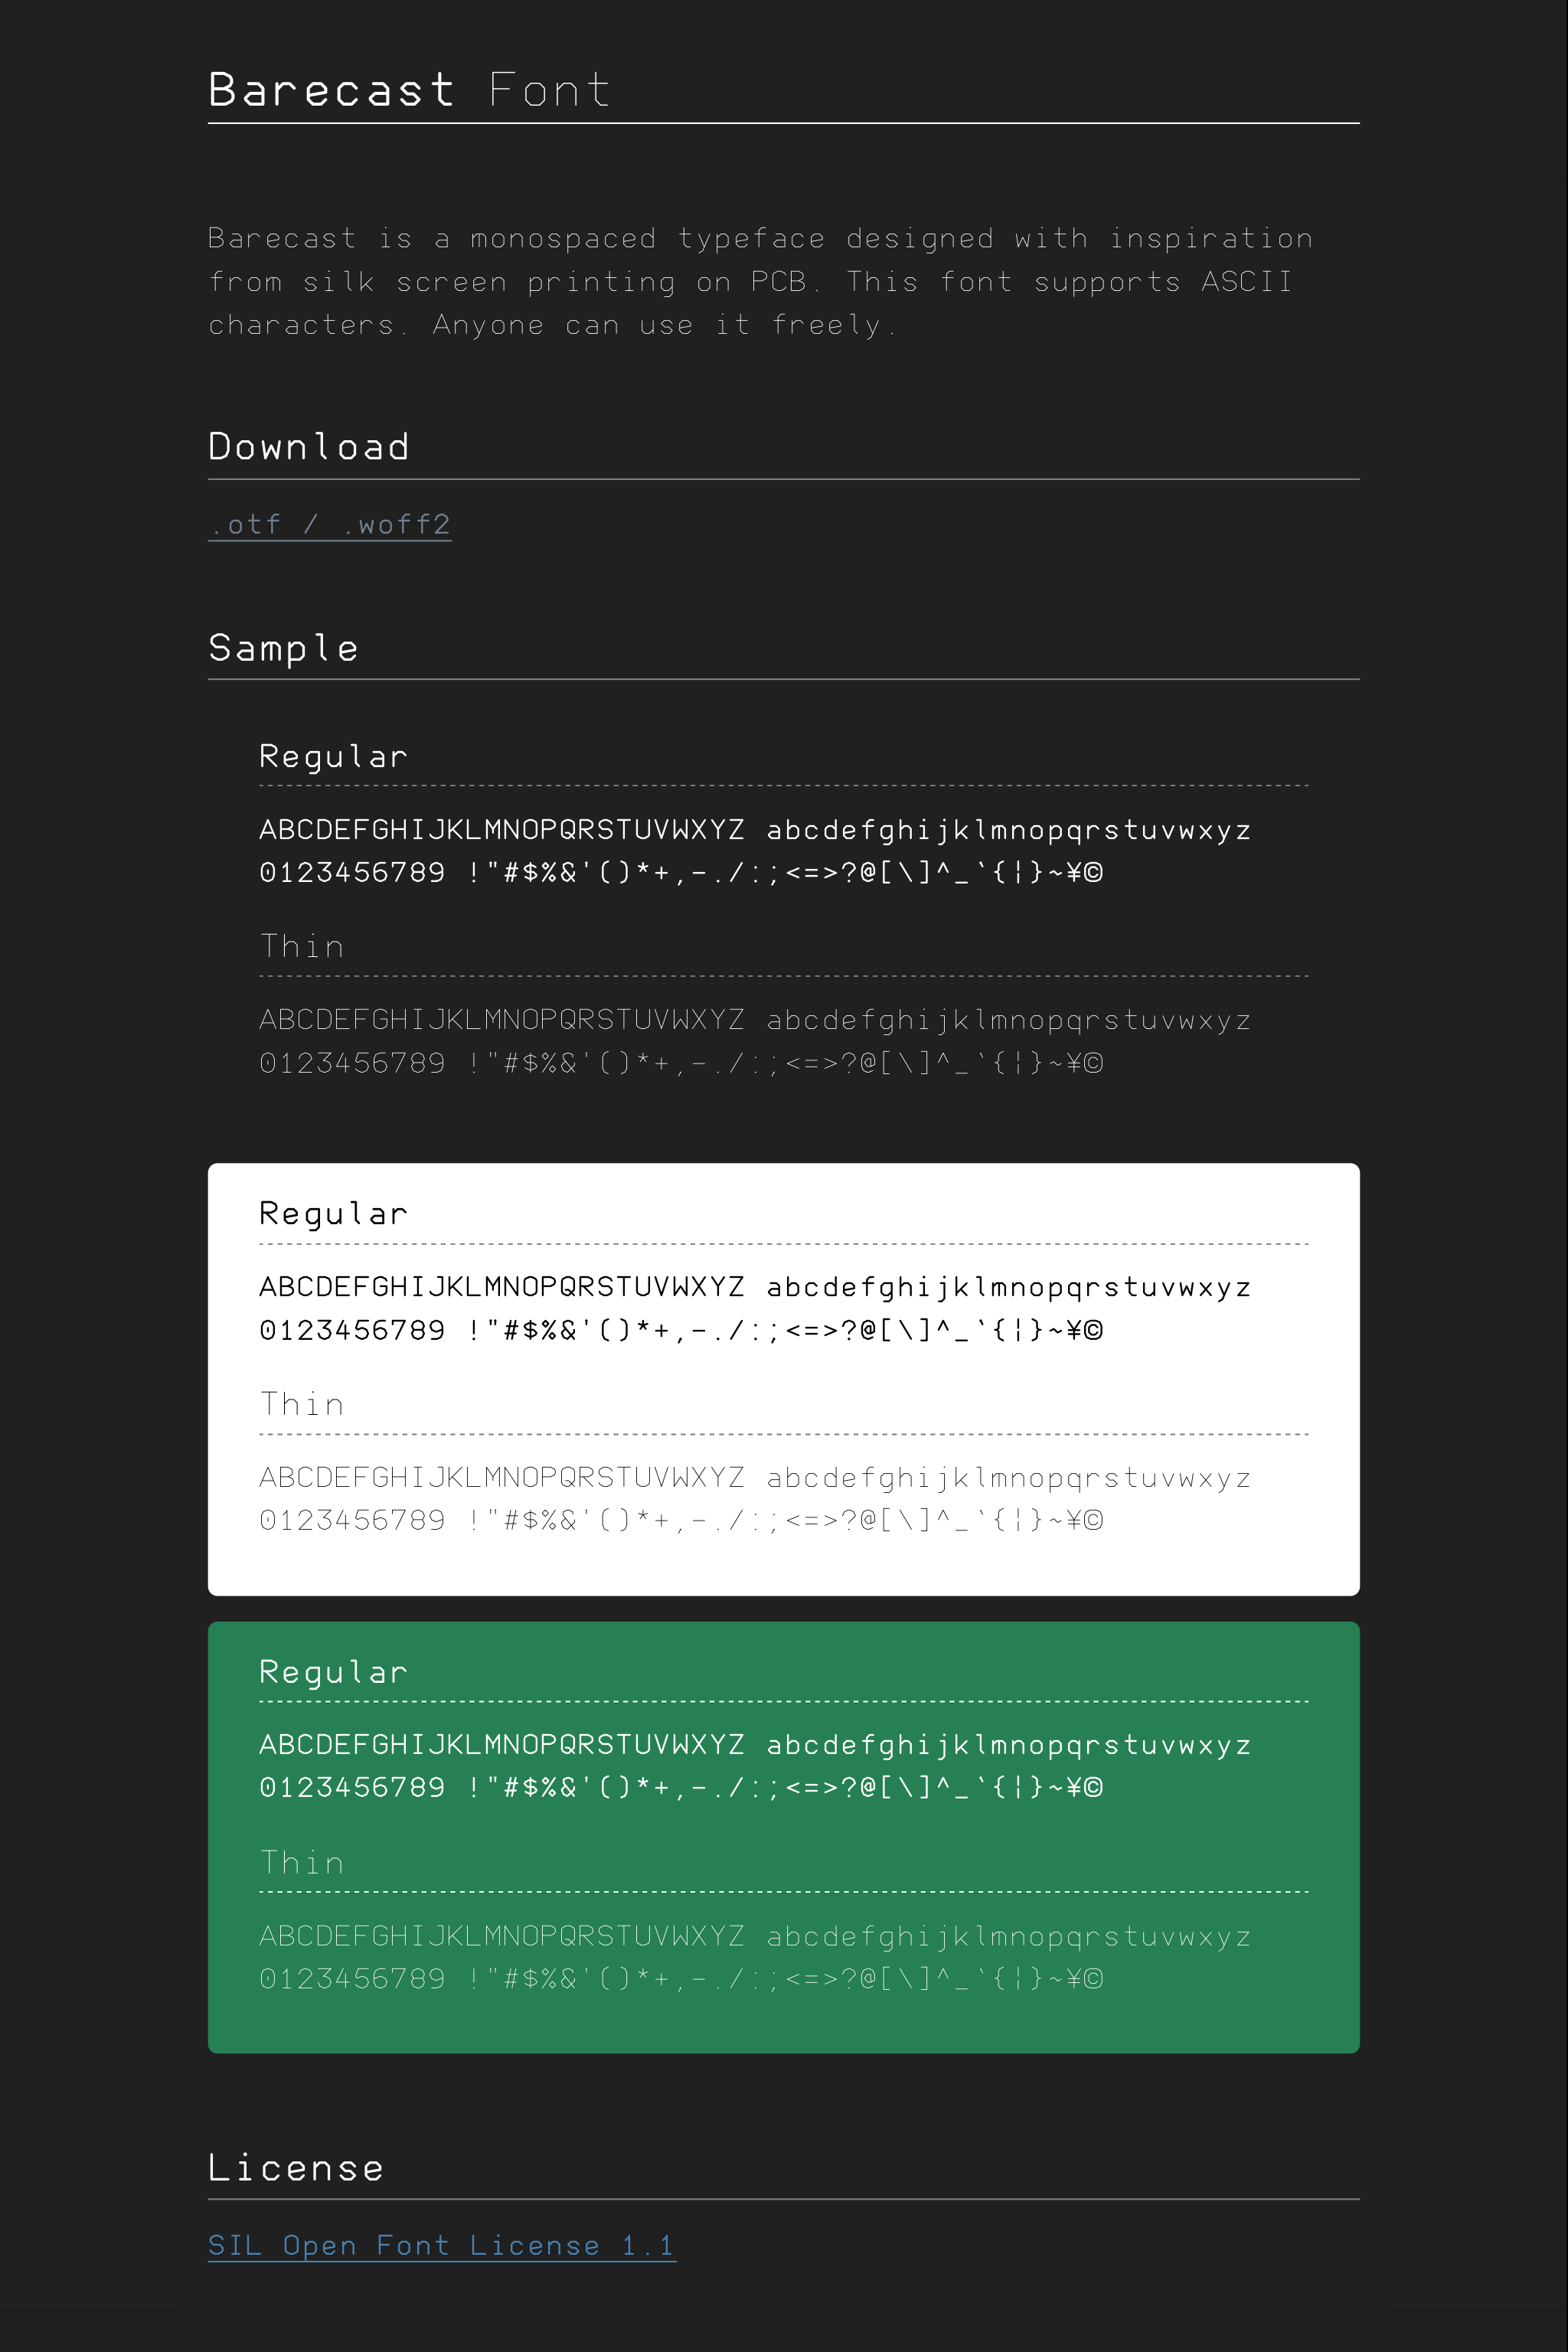 Barecast Font
Barecast is a monospaced typeface designed with inspiration
from silk screen printing on PCB. This font supports ASCII
characters. Anyone can use it freely.
Download
.otf / .woff2
Sample
Regular
ABCDEFGHIJKLMNOPQRSTUVWXYZ abcdefghijklmnopqrstuvwxyz
0123456789 !"#$%&'()*+,-./:;<=>?@[\]^_`{¦}~¥©
Thin
ABCDEFGHIJKLMNOPQRSTUVWXYZ abcdefghijklmnopqrstuvwxyz
0123456789 !"#$%&'()*+,-./:;<=>?@[\]^_`{¦}~¥©
Regular
ABCDEFGHIJKLMNOPQRSTUVWXYZ abcdefghijklmnopqrstuvwxyz
0123456789 !"#$%&'()*+,-./:;<=>?@[\]^_`{¦}~¥©
Thin
ABCDEFGHIJKLMNOPQRSTUVWXYZ abcdefghijklmnopqrstuvwxyz
0123456789 !"#$%&'()*+,-./:;<=>?@[\]^_`{¦}~¥©
Regular
ABCDEFGHIJKLMNOPQRSTUVWXYZ abcdefghijklmnopqrstuvwxyz
0123456789 !"#$%&'()*+,-./:;<=>?@[\]^_`{¦}~¥©
Thin
ABCDEFGHIJKLMNOPQRSTUVWXYZ abcdefghijklmnopqrstuvwxyz
0123456789 !"#$%&'()*+,-./:;<=>?@[\]^_`{¦}~¥©
License
SIL Open Font License 1.1